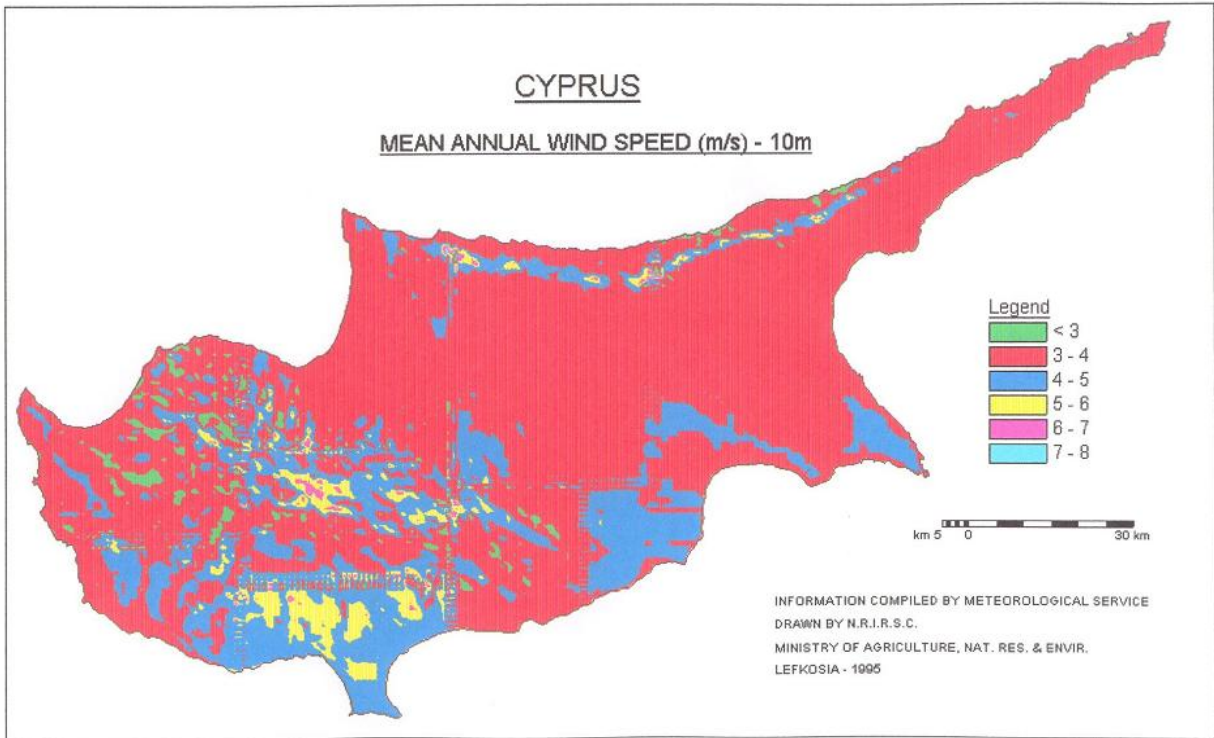 CYPRUS
MEAN ANNUAL WIND SPEED (m/s) - 10m
Legend
< 3
3 - 4
4 - 5
5 - 6
6 - 7
7 - 8
km 5 0 30 km
INFORMATION COMPILED BY METEOROLOGICAL SERVICE
DRAWN BY N.R.I.R.S.C.
MINISTRY OF AGRICULTURE, NAT. RES. & ENVIR.
LEFKOSIA - 1995